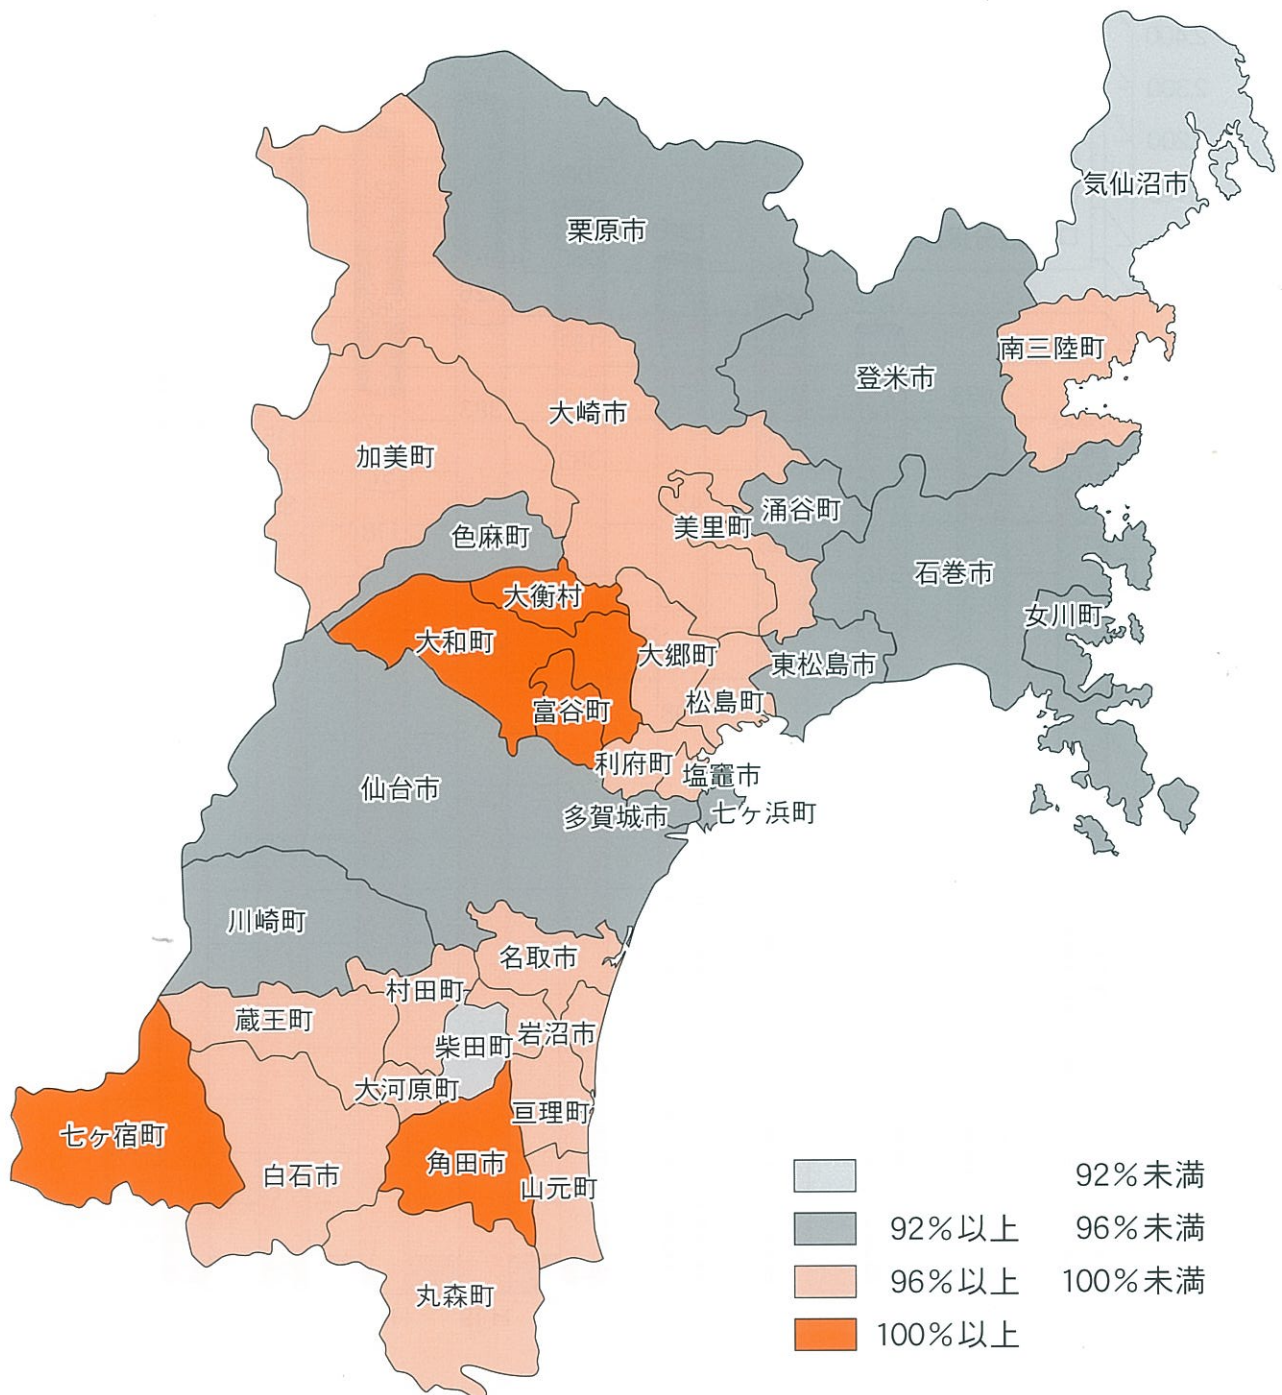 気仙沼市
栗原市
南三陸町
登米市
大崎市
加美町
涌谷町
美里町
色麻町
石巻市
大衡村
女川町
大和町
大郷町
東松島市
松島町
富谷町
利府町
塩竈市
仙台市
多賀城市
七ヶ浜町
川崎町
名取市
村田町
蔵王町
岩沼市
柴田町
大河原町
亘理町
七ヶ宿町
角田市
白石市
山元町
丸森町
92%未満
92%以上 96%未満
96%以上 100%未満
100%以上